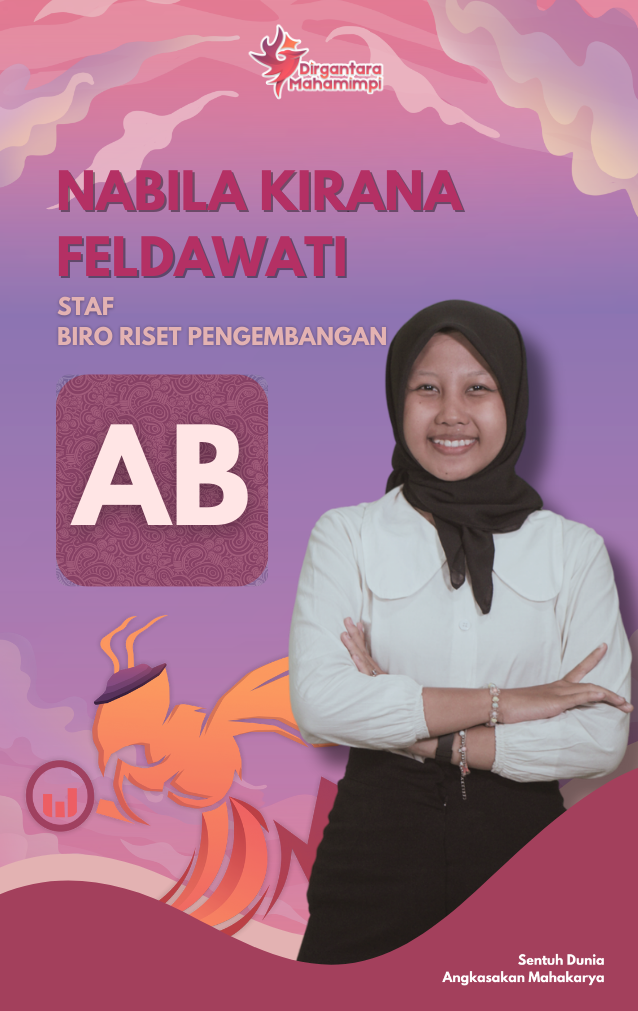 Dirgantara
Mahamimpi
NABILA KIRANA
FELDAWATI
STAF
BIRO RISET PENGEMBANGAN
AB
Sentuh Dunia
Angkasakan Mahakarya